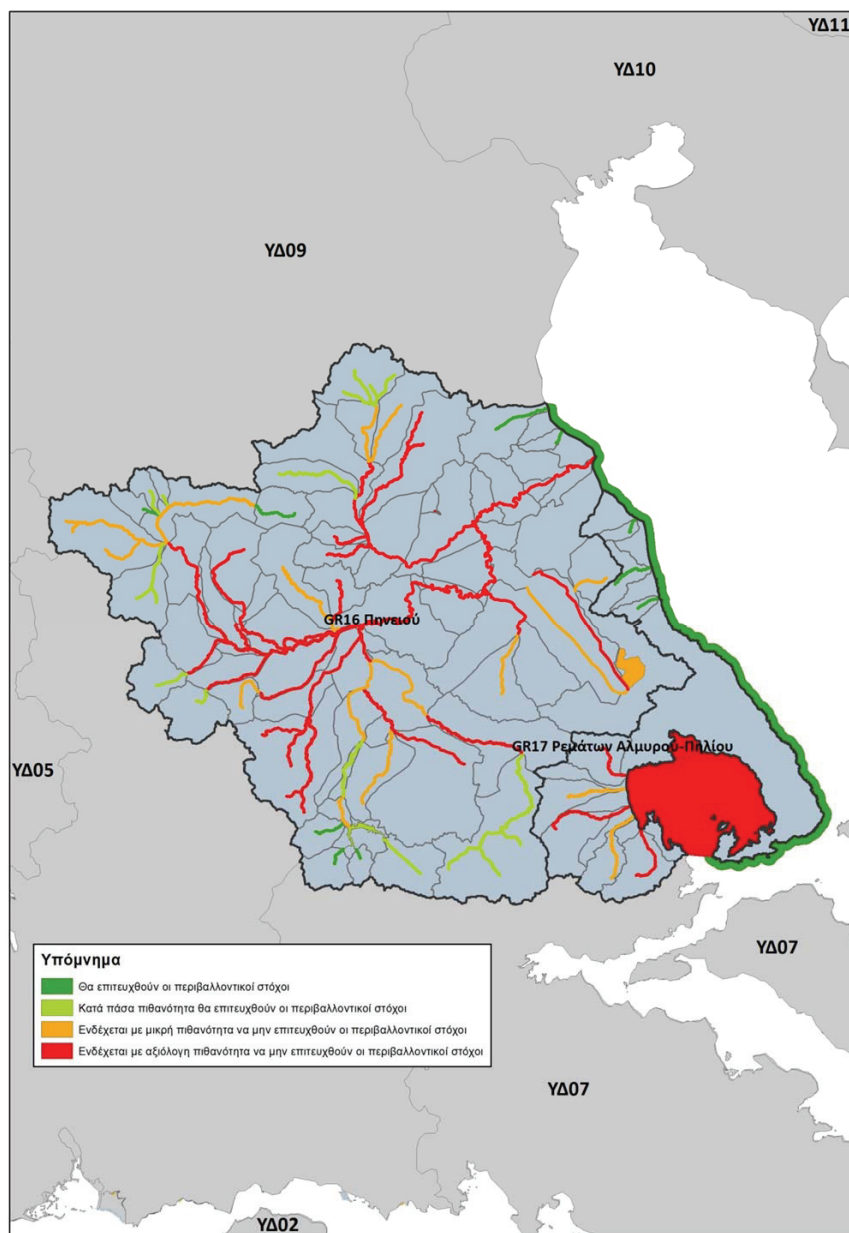 ΥΔ11
ΥΔ10
ΥΔ09
GR16 Πηνειού
GR17 Ρεμάτων Αλμυρού-Πηλίου
ΥΔ05
ΥΔ07
Υπόμνημα
Θα επιτευχθούν οι περιβαλλοντικοί στόχοι
Κατά πάσα πιθανότητα θα επιτευχθούν οι περιβαλλοντικοί στόχοι
Ενδέχεται με μικρή πιθανότητα να μην επιτευχθούν οι περιβαλλοντικοί στόχοι
Ενδέχεται με αξιόλογη πιθανότητα να μην επιτευχθούν οι περιβαλλοντικοί στόχοι
ΥΔ07
ΥΔ02